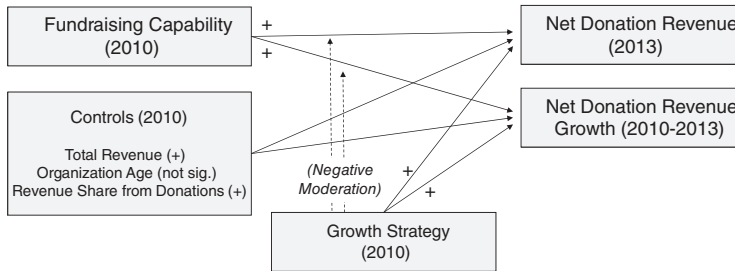 Fundraising Capability
(2010)
+
+
Net Donation Revenue
(2013)
Controls (2010)
Total Revenue (+)
Organization Age (not sig.)
Revenue Share from Donations (+)
Net Donation Revenue
Growth (2010-2013)
(Negative
Moderation)
+
+
Growth Strategy
(2010)